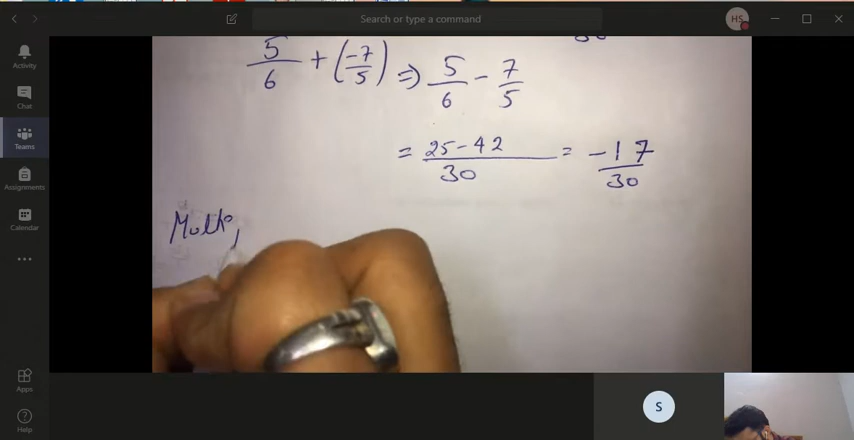 Search or type a command
HS
Activity
Chat
Teams
Assignments
Calendar
Apps
Help
5/6 + (-7/5) => 5/6 - 7/5
= 25-42/30 = -17/30
S